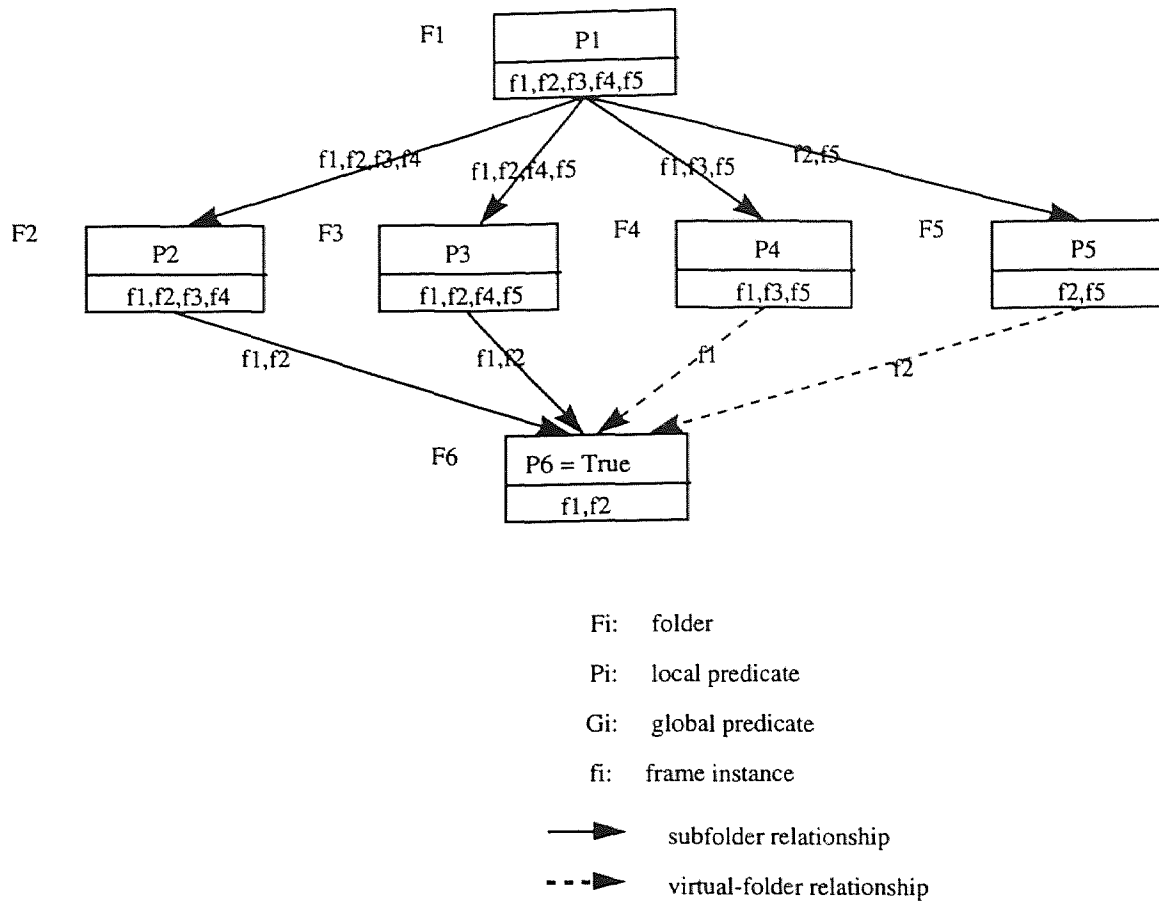 F1
P1
f1,f2,f3,f4,f5
f1,f2,f3,f4
f1,f2,f4,f5
f1,f3,f5
f2,f5
F2
P2
f1,f2,f3,f4
F3
P3
f1,f2,f4,f5
F4
P4
f1,f3,f5
F5
P5
f2,f5
f1,f2
f1,f2
f1
f2
F6
P6 = True
f1,f2
Fi: folder
Pi: local predicate
Gi: global predicate
fi: frame instance
subfolder relationship
virtual-folder relationship